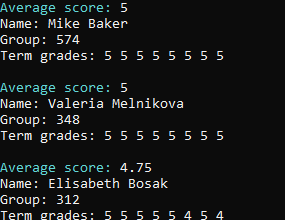 Average score: 5
Name: Mike Baker
Group: 574
Term grades: 5 5 5 5 5 5 5 5
Average score: 5
Name: Valeria Melnikova
Group: 348
Term grades: 5 5 5 5 5 5 5 5
Average score: 4.75
Name: Elisabeth Bosak
Group: 312
Term grades: 5 5 5 5 5 4 5 4